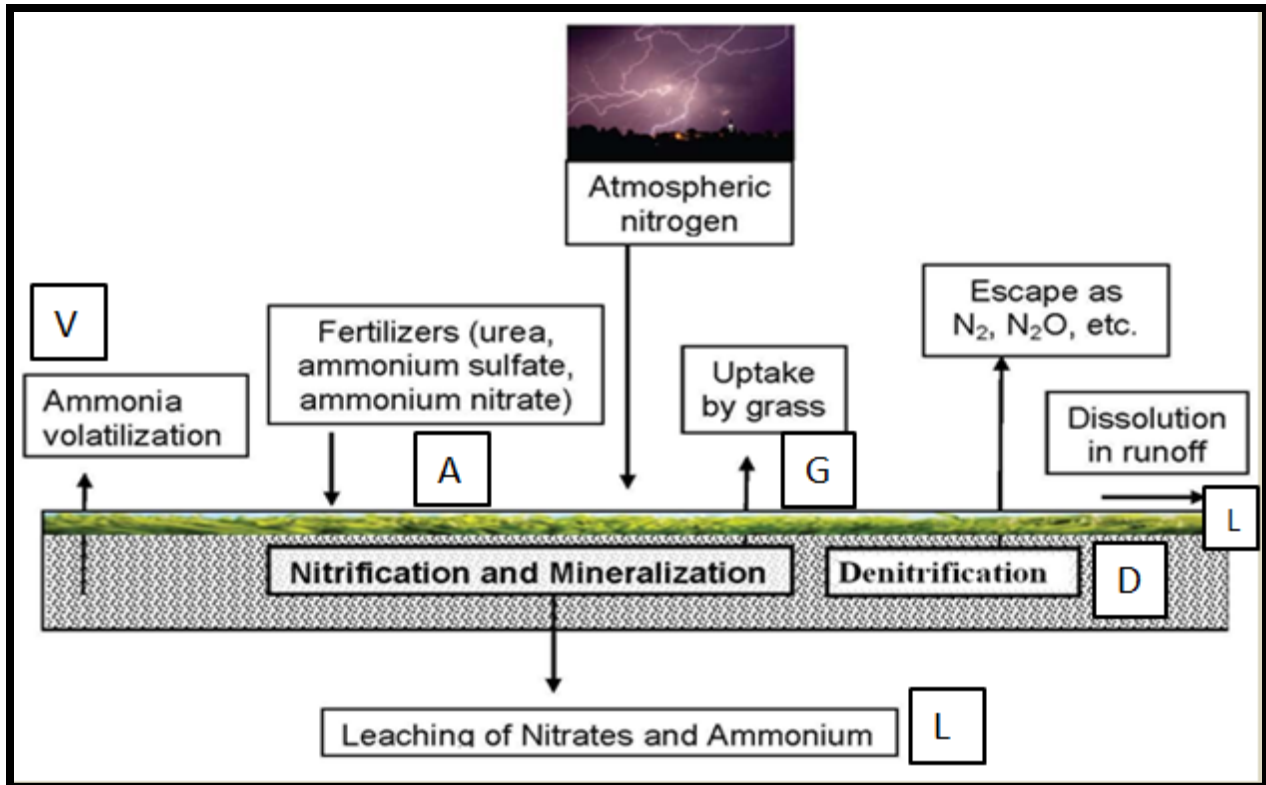 Atmospheric
nitrogen
V
Ammonia
volatilization
Fertilizers (urea,
ammonium sulfate,
ammonium nitrate)
A
Uptake
by grass
G
Escape as
N₂, N₂O, etc.
Dissolution
in runoff
L
Nitrification and Mineralization
Denitrification
D
Leaching of Nitrates and Ammonium
L